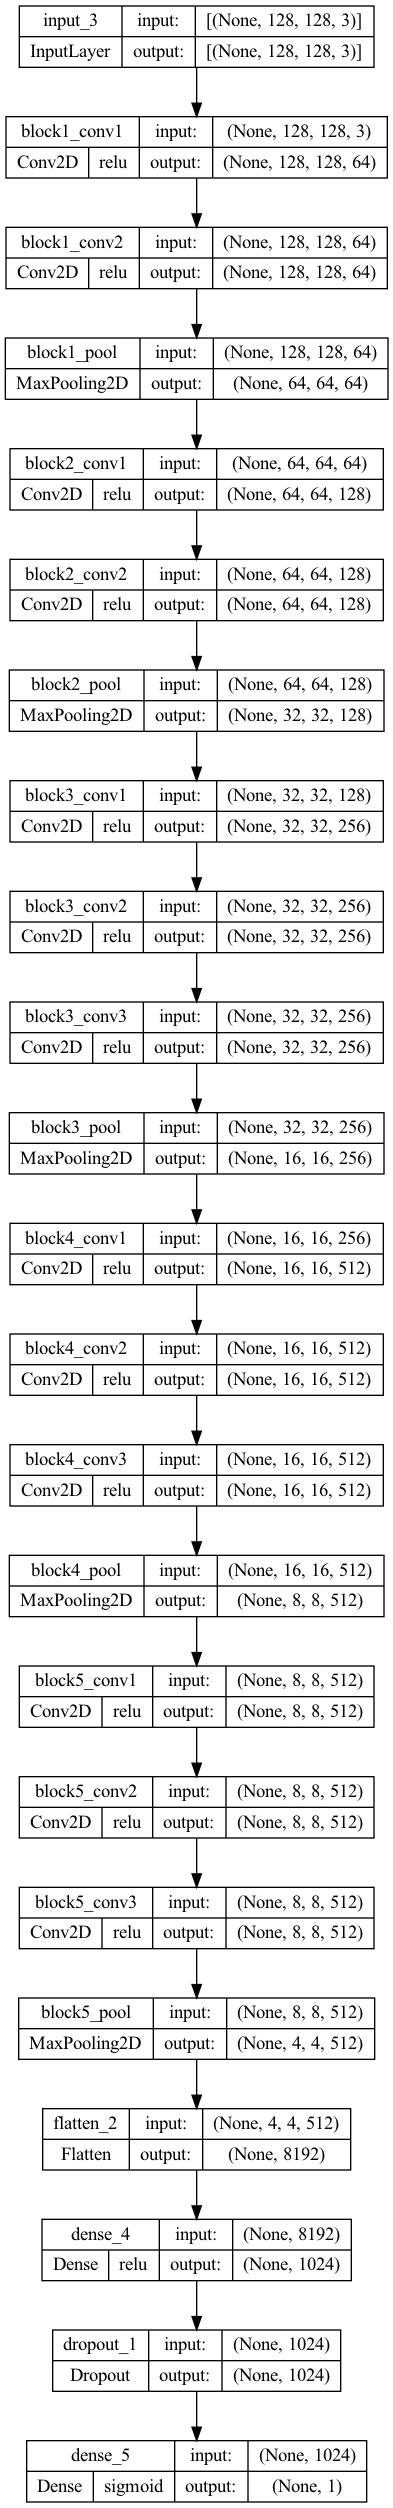 input_3 input: [(None, 128, 128, 3)]
InputLayer output: [(None, 128, 128, 3)]
block1_conv1 input: (None, 128, 128, 3)
Conv2D relu output: (None, 128, 128, 64)
block1_conv2 input: (None, 128, 128, 64)
Conv2D relu output: (None, 128, 128, 64)
block1_pool input: (None, 128, 128, 64)
MaxPooling2D output: (None, 64, 64, 64)
block2_conv1 input: (None, 64, 64, 64)
Conv2D relu output: (None, 64, 64, 128)
block2_conv2 input: (None, 64, 64, 128)
Conv2D relu output: (None, 64, 64, 128)
block2_pool input: (None, 64, 64, 128)
MaxPooling2D output: (None, 32, 32, 128)
block3_conv1 input: (None, 32, 32, 128)
Conv2D relu output: (None, 32, 32, 256)
block3_conv2 input: (None, 32, 32, 256)
Conv2D relu output: (None, 32, 32, 256)
block3_conv3 input: (None, 32, 32, 256)
Conv2D relu output: (None, 32, 32, 256)
block3_pool input: (None, 32, 32, 256)
MaxPooling2D output: (None, 16, 16, 256)
block4_conv1 input: (None, 16, 16, 256)
Conv2D relu output: (None, 16, 16, 512)
block4_conv2 input: (None, 16, 16, 512)
Conv2D relu output: (None, 16, 16, 512)
block4_conv3 input: (None, 16, 16, 512)
Conv2D relu output: (None, 16, 16, 512)
block4_pool input: (None, 16, 16, 512)
MaxPooling2D output: (None, 8, 8, 512)
block5_conv1 input: (None, 8, 8, 512)
Conv2D relu output: (None, 8, 8, 512)
block5_conv2 input: (None, 8, 8, 512)
Conv2D relu output: (None, 8, 8, 512)
block5_conv3 input: (None, 8, 8, 512)
Conv2D relu output: (None, 8, 8, 512)
block5_pool input: (None, 8, 8, 512)
MaxPooling2D output: (None, 4, 4, 512)
flatten_2 input: (None, 4, 4, 512)
Flatten output: (None, 8192)
dense_4 input: (None, 8192)
Dense relu output: (None, 1024)
dropout_1 input: (None, 1024)
Dropout output: (None, 1024)
dense_5 input: (None, 1024)
Dense sigmoid output: (None, 1)